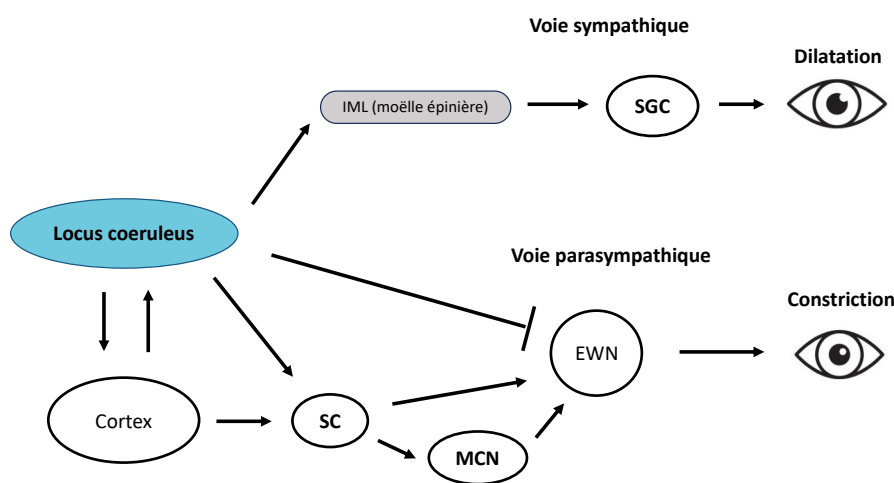 Voie sympathique
Dilatation
IML (moëlle épinière)
SGC
Locus coeruleus
Voie parasympathique
Constriction
EWN
Cortex
SC
MCN